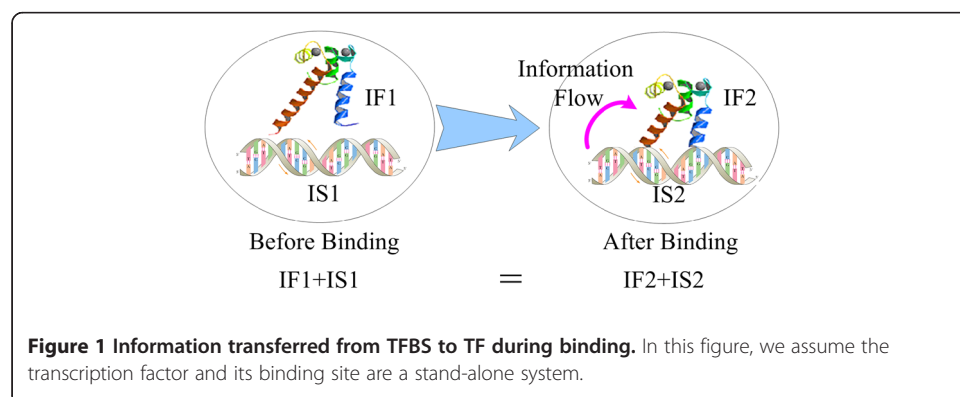 Information
Flow
IF1
IF2
IS1
IS2
Before Binding
After Binding
IF1+IS1
=
IF2+IS2
Figure 1 Information transferred from TFBS to TF during binding. In this figure, we assume the
transcription factor and its binding site are a stand-alone system.